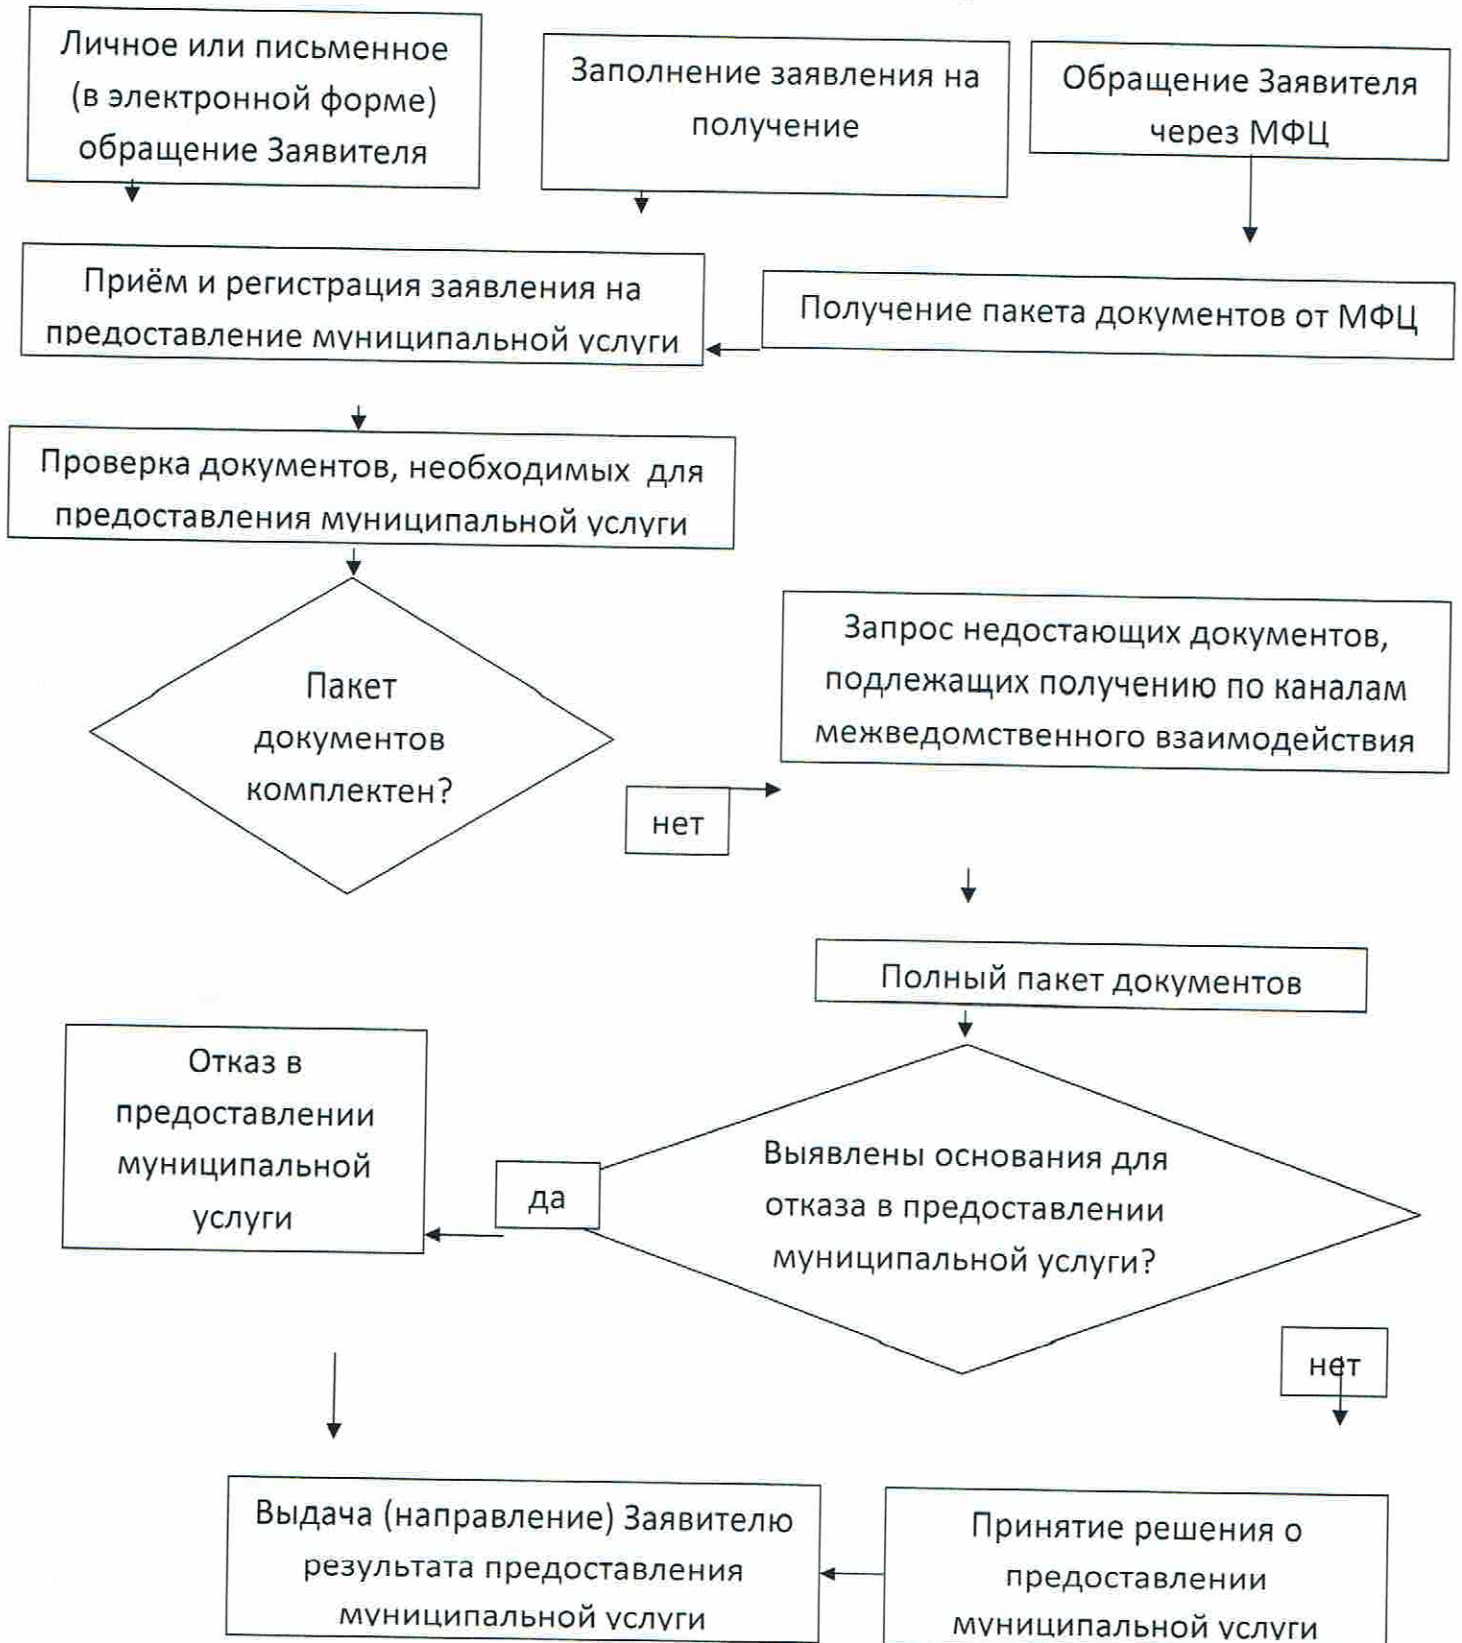 Личное или письменное
(в электронной форме)
обращение Заявителя
Заполнение заявления на
получение
Обращение Заявителя
через МФЦ
Приём и регистрация заявления на
предоставление муниципальной услуги
Получение пакета документов от МФЦ
Проверка документов, необходимых для
предоставления муниципальной услуги
Пакет
документов
комплектен?
нет
Запрос недостающих документов,
подлежащих получению по каналам
межведомственного взаимодействия
Полный пакет документов
Отказ в
предоставлении
муниципальной
услуги
да
Выявлены основания для
отказа в предоставлении
муниципальной услуги?
нет
Выдача (направление) Заявителю
результата предоставления
муниципальной услуги
Принятие решения о
предоставлении
муниципальной услуги